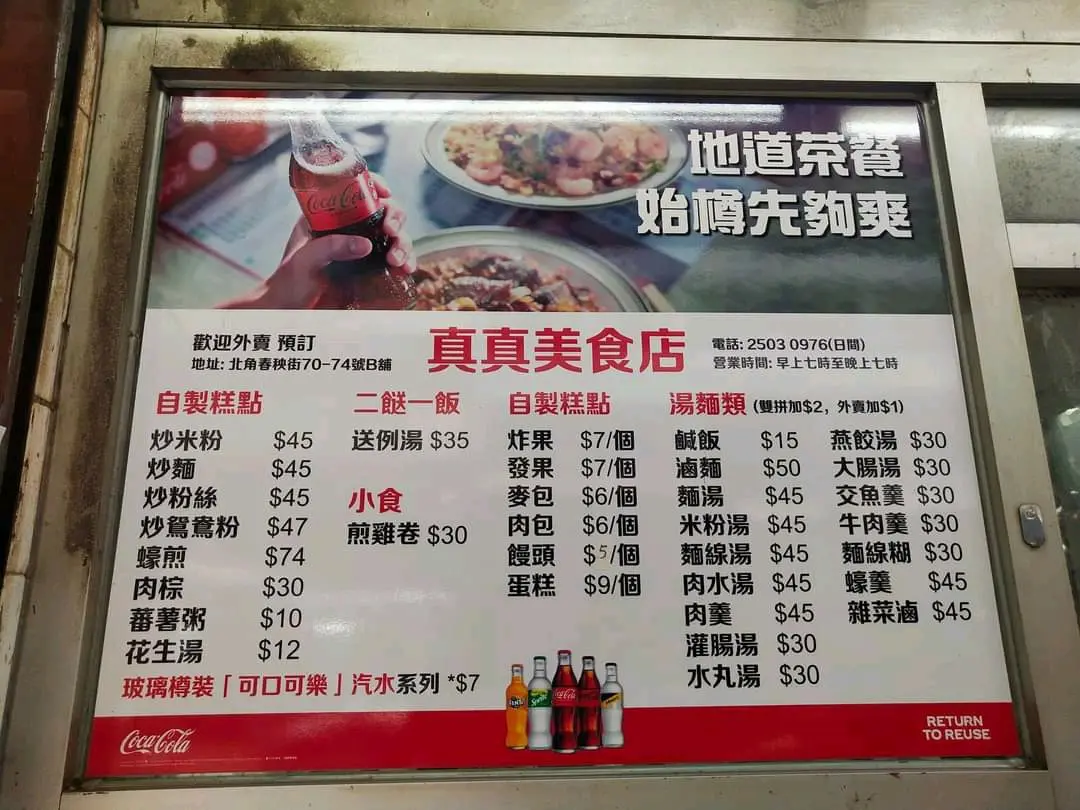 Coca-Cola
地道茶餐
始樽先夠爽
歡迎外賣 預訂
地址: 北角春秧街70-74號B舖
真真美食店
電話: 2503 0976(日間)
營業時間: 早上七時至晚上七時
自製糕點
炒米粉 $45
炒麵 $45
炒粉絲 $45
炒鴛鴦粉 $47
蠔煎 $74
肉棕 $30
蕃薯粥 $10
花生湯 $12
二餸一飯
送例湯 $35
小食
煎雞卷 $30
自製糕點
炸果 $7/個
發果 $7/個
麥包 $6/個
肉包 $6/個
饅頭 $5/個
蛋糕 $9/個
湯麵類 (雙拼加$2，外賣加$1)
鹹飯 $15
滷麵 $50
麵湯 $45
米粉湯 $45
麵線湯 $45
肉水湯 $45
肉羹 $45
灌腸湯 $30
水丸湯 $30
燕餃湯 $30
大腸湯 $30
交魚羹 $30
牛肉羹 $30
麵線糊 $30
蠔羹 $45
雜菜滷 $45
玻璃樽裝「可口可樂」汽水系列 *$7
Sprite
Coca-Cola
Coca-Cola
RETURN
TO REUSE